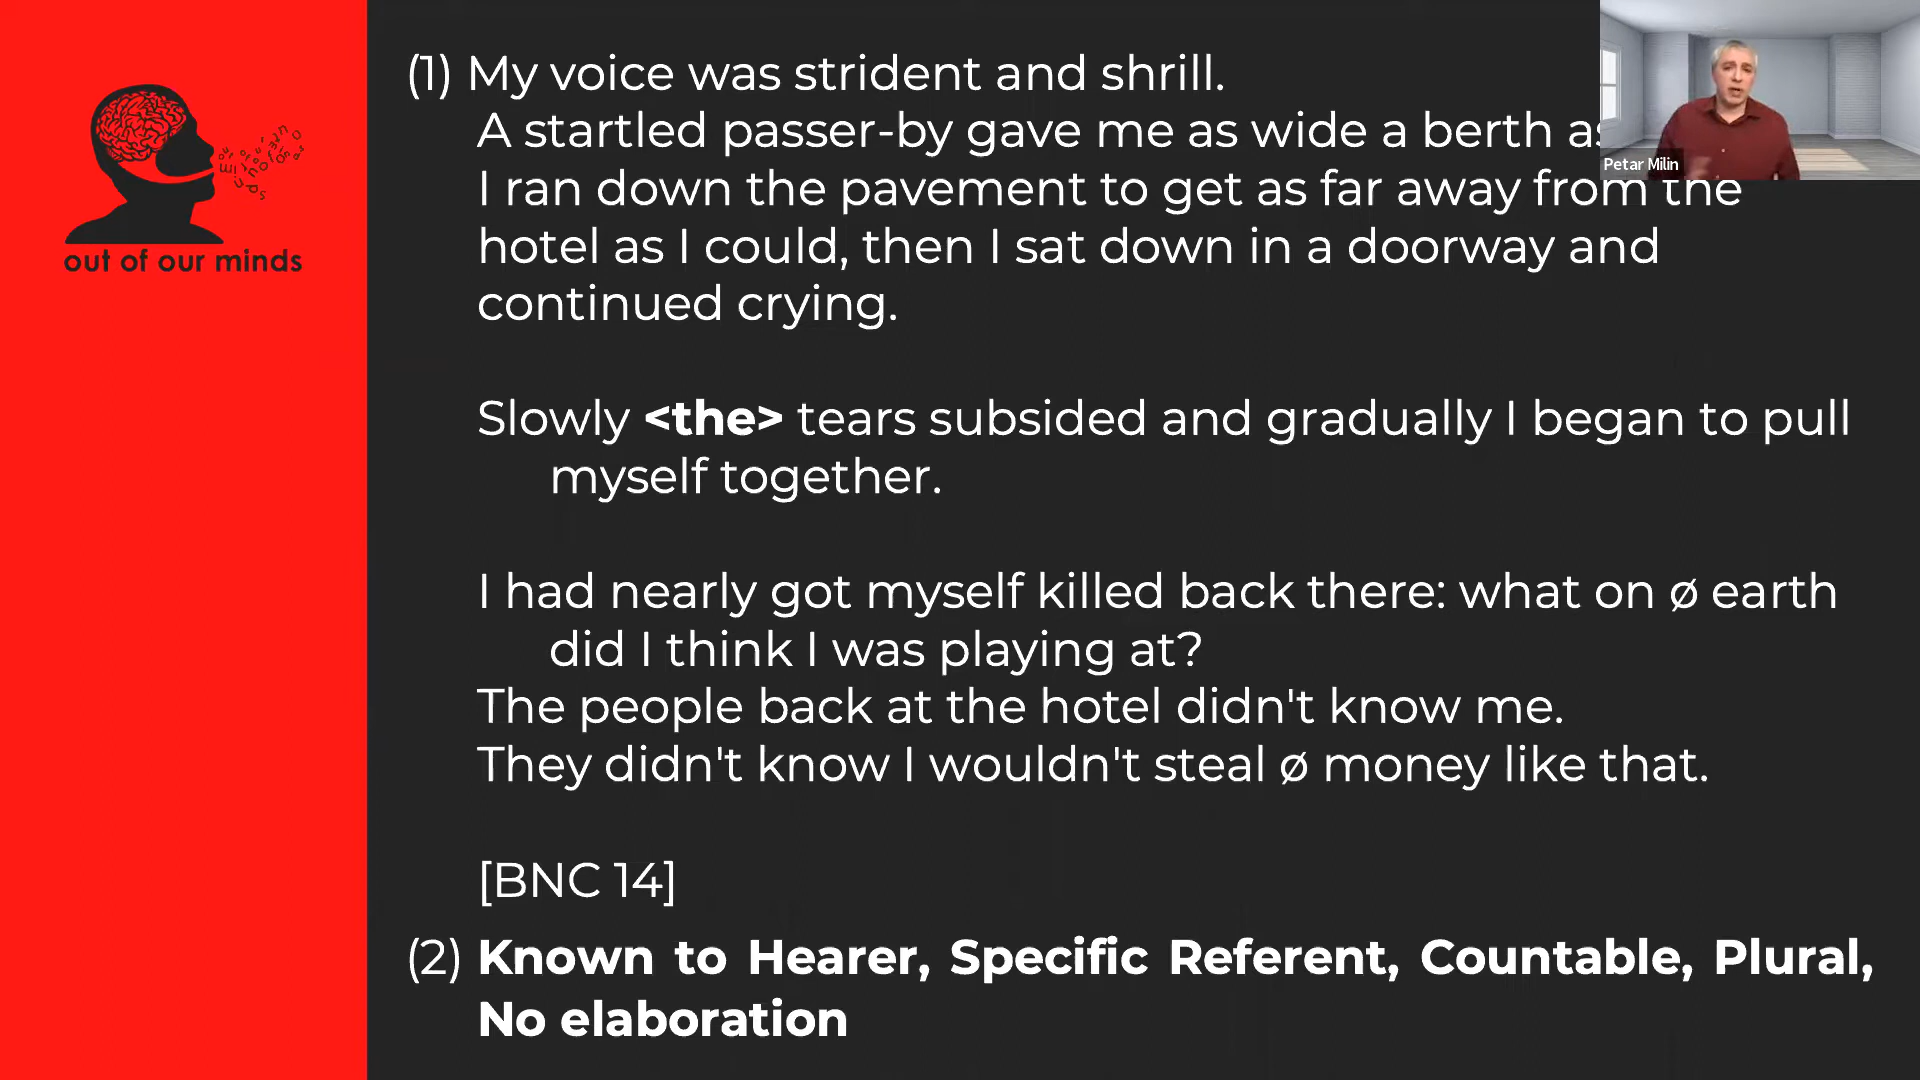 out of our minds
(1) My voice was strident and shrill.
A startled passer-by gave me as wide a berth
I ran down the pavement to get as far away from the
hotel as I could, then I sat down in a doorway and
continued crying.
Slowly <the> tears subsided and gradually I began to pull
myself together.
I had nearly got myself killed back there: what on ø earth
did I think I was playing at?
The people back at the hotel didn't know me.
They didn't know I wouldn't steal ø money like that.
[BNC 14]
(2) Known to Hearer, Specific Referent, Countable, Plural,
No elaboration
Petar Milin